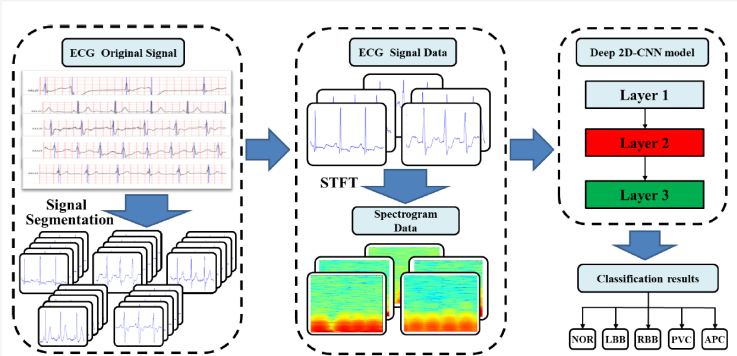 ECG Original Signal
Signal
Segmentation
ECG Signal Data
STFT
Spectrogram
Data
Deep 2D-CNN model
Layer 1
Layer 2
Layer 3
Classification results
NOR
LBB
RBB
PVC
APC